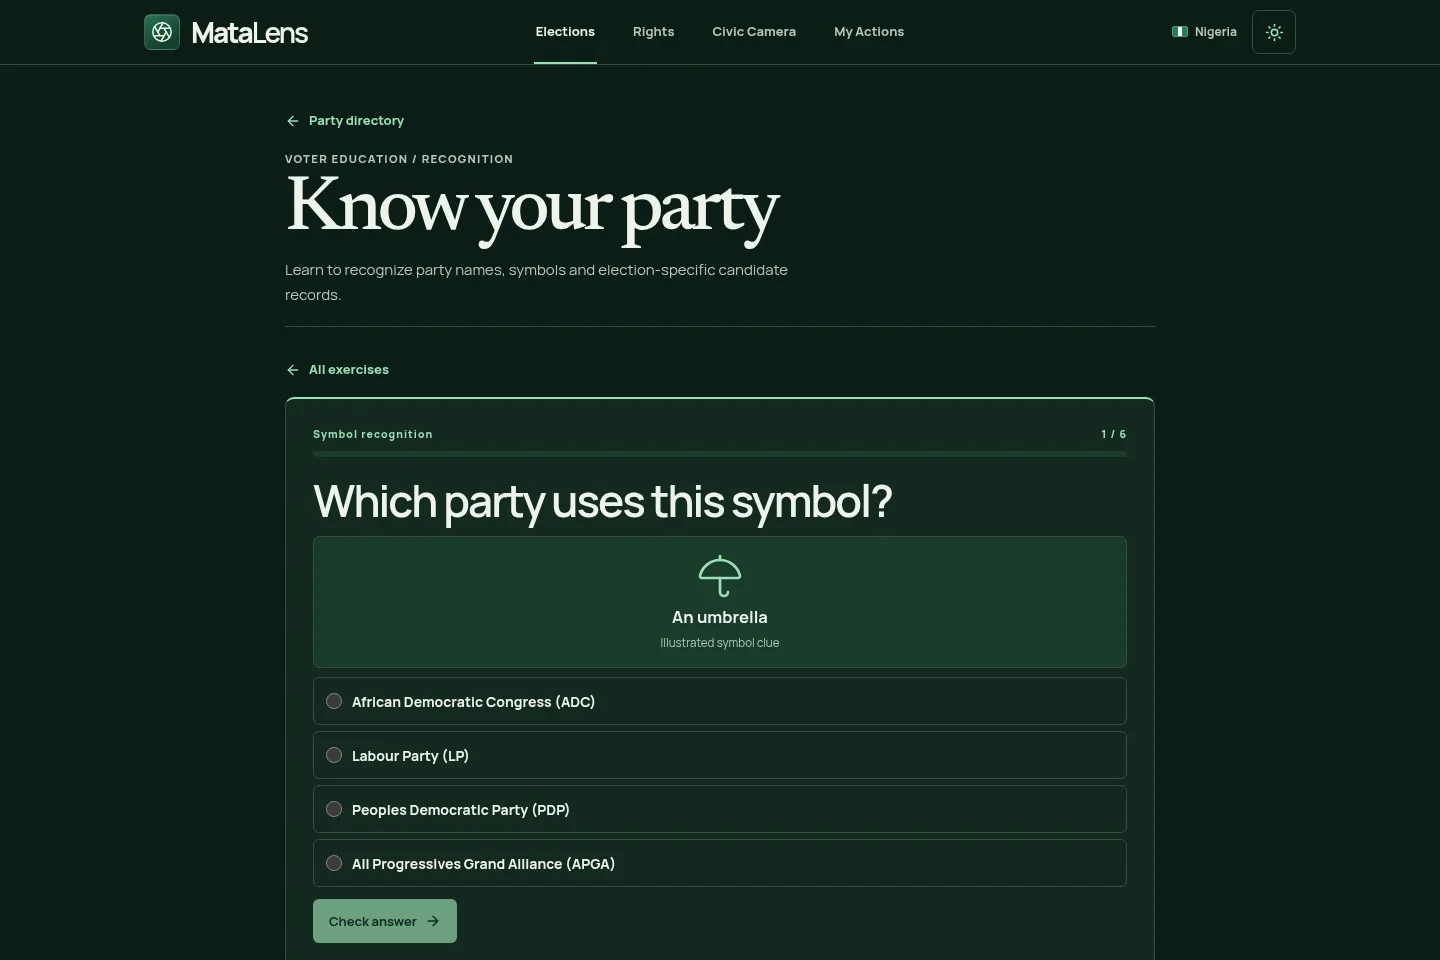 MataLens
Elections
Rights
Civic Camera
My Actions
Nigeria
Party directory
VOTER EDUCATION / RECOGNITION
Know your party
Learn to recognize party names, symbols and election-specific candidate
records.
All exercises
Symbol recognition
1 / 6
Which party uses this symbol?
An umbrella
Illustrated symbol clue
African Democratic Congress (ADC)
Labour Party (LP)
Peoples Democratic Party (PDP)
All Progressives Grand Alliance (APGA)
Check answer